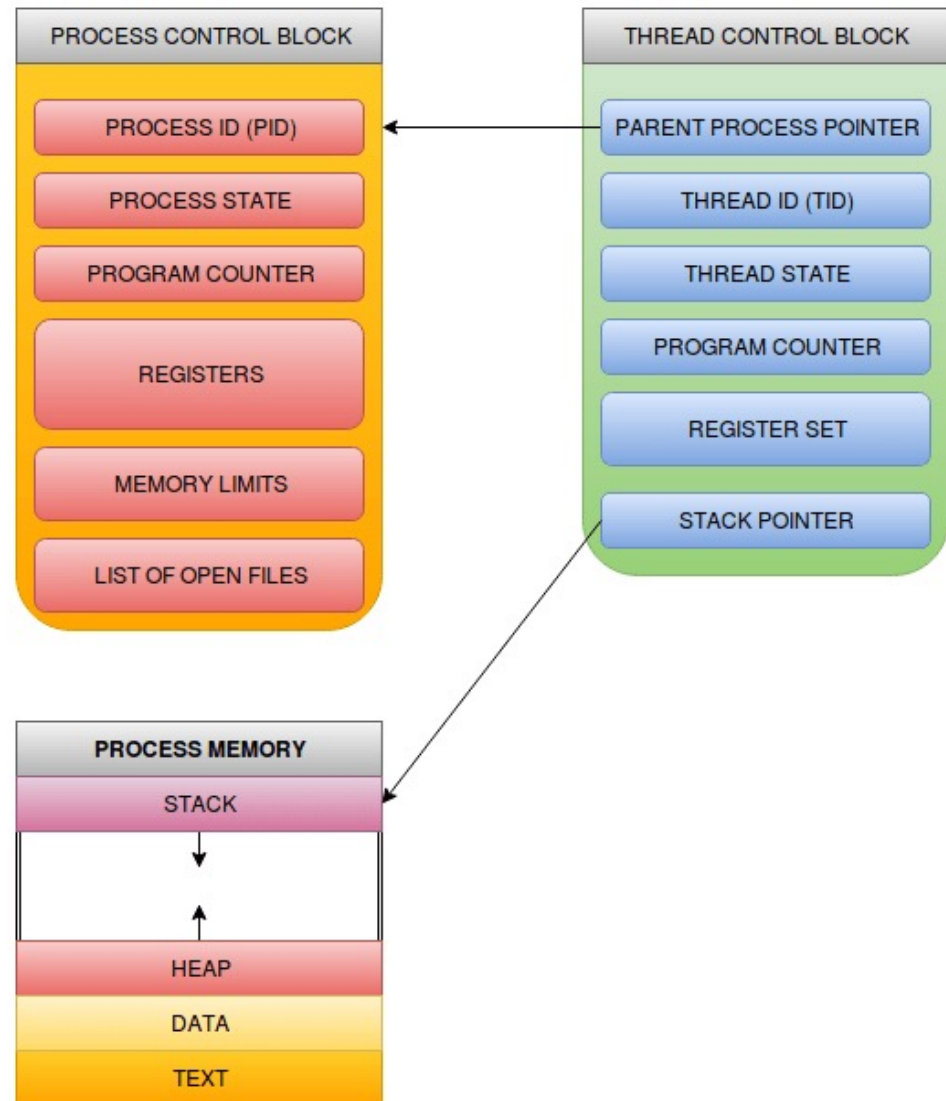 PROCESS CONTROL BLOCK
PROCESS ID (PID)
PROCESS STATE
PROGRAM COUNTER
REGISTERS
MEMORY LIMITS
LIST OF OPEN FILES
THREAD CONTROL BLOCK
PARENT PROCESS POINTER
THREAD ID (TID)
THREAD STATE
PROGRAM COUNTER
REGISTER SET
STACK POINTER
PROCESS MEMORY
STACK
HEAP
DATA
TEXT